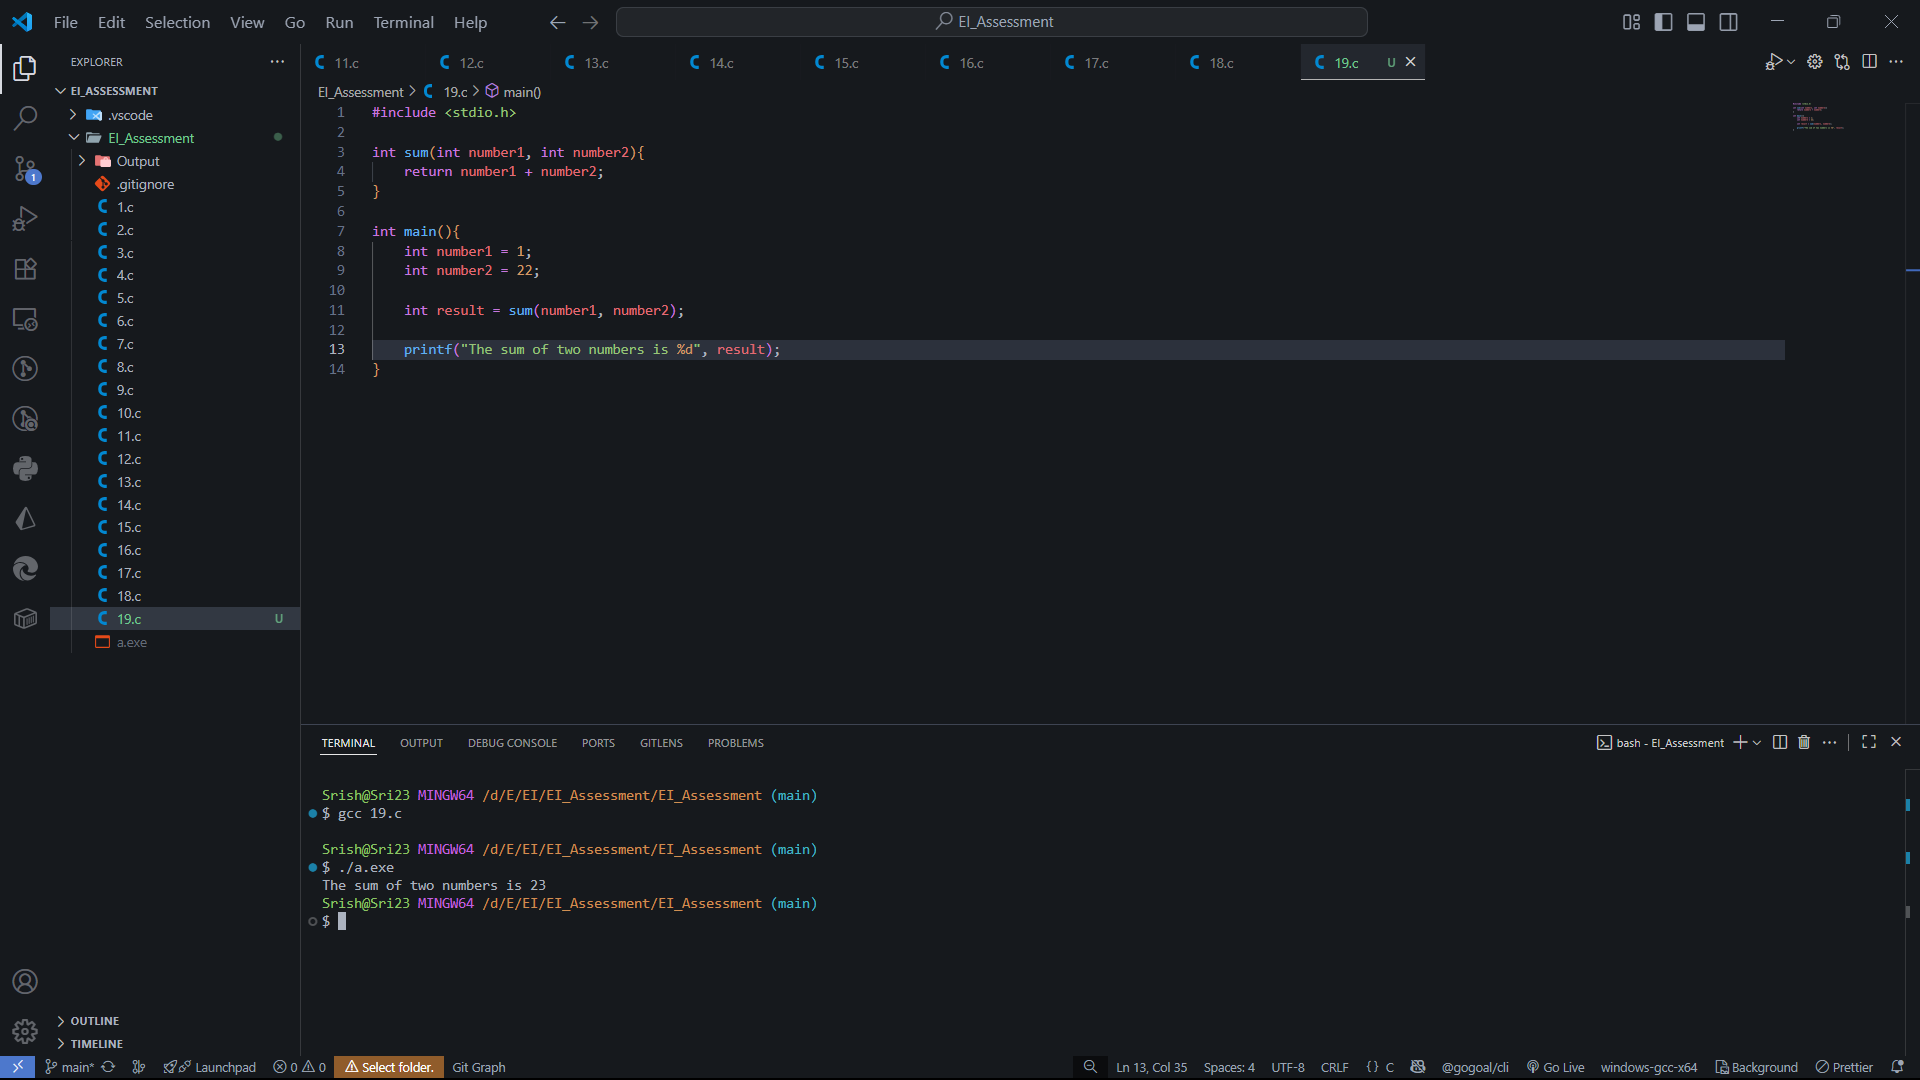 File Edit Selection View Go Run Terminal Help
EI_Assessment
EXPLORER
EI_ASSESSMENT
.vscode
EI_Assessment
Output
.gitignore
1.c
2.c
3.c
4.c
5.c
6.c
7.c
8.c
9.c
10.c
11.c
12.c
13.c
14.c
15.c
16.c
17.c
18.c
19.c U
a.exe
OUTLINE
TIMELINE
11.c 12.c 13.c 14.c 15.c 16.c 17.c 18.c 19.c U
EI_Assessment > 19.c > main()
1 #include <stdio.h>
2
3 int sum(int number1, int number2){
4 return number1 + number2;
5 }
6
7 int main(){
8 int number1 = 1;
9 int number2 = 22;
10
11 int result = sum(number1, number2);
12
13 printf("The sum of two numbers is %d", result);
14 }
TERMINAL OUTPUT DEBUG CONSOLE PORTS GITLENS PROBLEMS
bash - EI_Assessment
Srish@Sri23 MINGW64 /d/E/EI/EI_Assessment/EI_Assessment (main)
$ gcc 19.c
Srish@Sri23 MINGW64 /d/E/EI/EI_Assessment/EI_Assessment (main)
$ ./a.exe
The sum of two numbers is 23
Srish@Sri23 MINGW64 /d/E/EI/EI_Assessment/EI_Assessment (main)
$
1
main* Launchpad 0 0 Select folder. Git Graph
Ln 13, Col 35 Spaces: 4 UTF-8 CRLF {} C @gogoal/cli Go Live windows-gcc-x64 Background Prettier